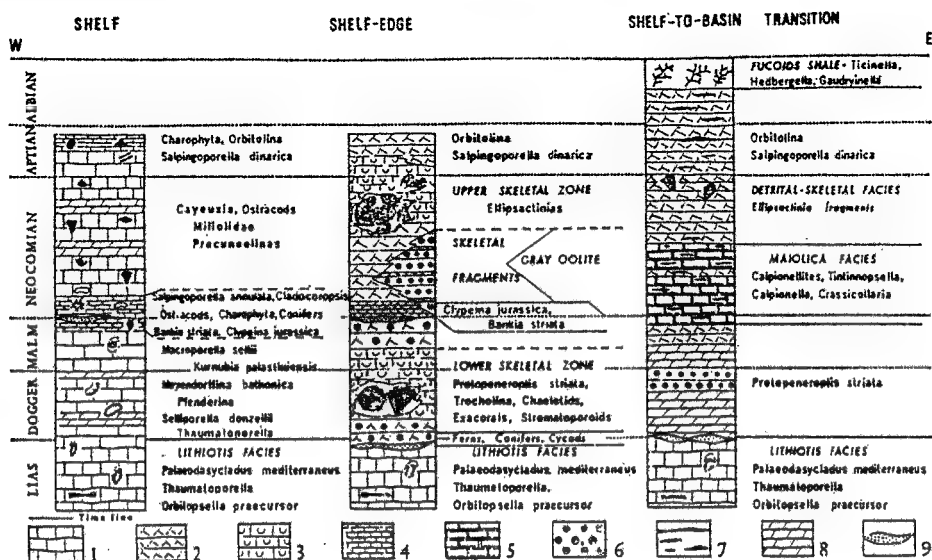 SHELF
SHELF-EDGE
SHELF-TO-BASIN TRANSITION
W
E
ALBIAN
APTIAN
NEOCOMIAN
MALM
DOGGER
LIAS
Charophyta, Orbitolina
Salpingoporella dinarica
Cayeuxia, Ostracods
Miliolidae
Precuneolinas
Salpingoporella annulata, Cladocoropsis
Ostracods, Charophyta, Conifers
Bankia striata, Clypeina jurassica
Macroporella sellii
Kurnubia palastiniensis
Meyendorffina bathonica
Pfenderina
Selliporella donzellii
Thaumatoporella
LITHIOTIS FACIES
Palaeodasycladus mediterraneus
Thaumatoporella
Orbitopsella praecursor
Time line
Orbitolina
Salpingoporella dinarica
UPPER SKELETAL ZONE
Ellipsactinias
SKELETAL
GRAY OOLITE
FRAGMENTS
Clypeina jurassica,
Bankia striata
LOWER SKELETAL ZONE
Protopeneroplis striata,
Trocholina, Chaetetids,
Exacorais, Stromatoporoids
Ferns, Conifers, Cycads
LITHIOTIS FACIES
Palaeodasycladus, mediterraneus
Thaumatoporella,
Orbitopsella praecursor
FUCOIDS SHALE - Ticinella,
Hedbergella, Gaudryinella
Orbitolina
Salpingoporella dinarica
DETRITAL-SKELETAL FACIES
Ellipsactinia fragments
MAIOLICA FACIES
Calpionellites, Tintinnopsella,
Calpionella, Crassicollaria
Protopeneroplis striata
LITHIOTIS FACIES
Palaeodasycladus mediterraneus
Thaumatoporella
Orbitopsella praecursor
1 2 3 4 5 6 7 8 9